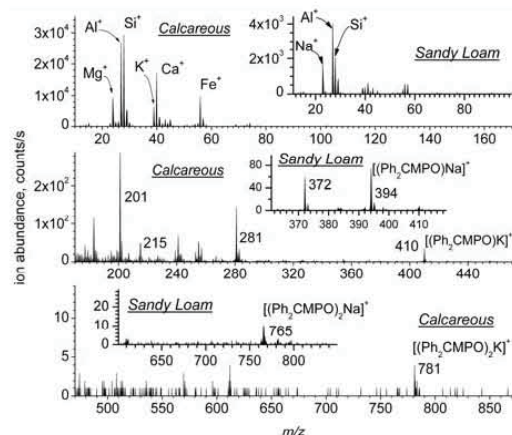 Al⁺ Si⁺ Calcareous
Mg⁺ K⁺ Ca⁺ Fe⁺
3x10⁴
2x10⁴
1x10⁴
0
20 40 60 80 100 120 140 160
Al⁺ Si⁺
Na⁺ Sandy Loam
4x10³
2x10³
0
20 40 60 80
ion abundance, counts/s
Calcareous
2x10²
1x10²
0
201 215 281 410 [(Ph₂CMPO)K]⁺
200 240 280 320 360 400 440
Sandy Loam [(Ph₂CMPO)Na]⁺
372 394
80
40
0
370 380 390 400 410
Sandy Loam [(Ph₂CMPO)₂Na]⁺
765
20
10
0
600 650 700 750 800
Calcareous
[(Ph₂CMPO)₂K]⁺
781
10
5
0
500 550 600 650 700 750 800 850
m/z